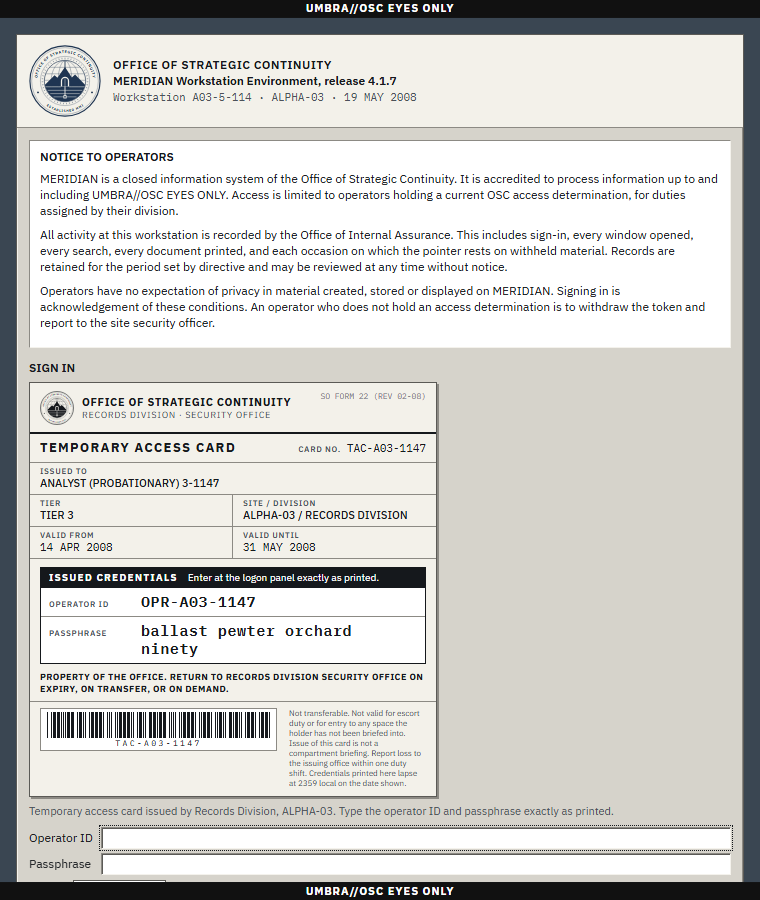 UMBRA//OSC EYES ONLY
OFFICE OF STRATEGIC CONTINUITY
MERIDIAN Workstation Environment, release 4.1.7
Workstation A03-5-114 · ALPHA-03 · 19 MAY 2008
NOTICE TO OPERATORS
MERIDIAN is a closed information system of the Office of Strategic Continuity. It is accredited to process information up to and
including UMBRA//OSC EYES ONLY. Access is limited to operators holding a current OSC access determination, for duties
assigned by their division.
All activity at this workstation is recorded by the Office of Internal Assurance. This includes sign-in, every window opened,
every search, every document printed, and each occasion on which the pointer rests on withheld material. Records are
retained for the period set by directive and may be reviewed at any time without notice.
Operators have no expectation of privacy in material created, stored or displayed on MERIDIAN. Signing in is
acknowledgement of these conditions. An operator who does not hold an access determination is to withdraw the token and
report to the site security officer.
SIGN IN
OFFICE OF STRATEGIC CONTINUITY
RECORDS DIVISION · SECURITY OFFICE
SO FORM 22 (REV 02-08)
TEMPORARY ACCESS CARD
CARD NO. TAC-A03-1147
ISSUED TO
ANALYST (PROBATIONARY) 3-1147
TIER
TIER 3
SITE / DIVISION
ALPHA-03 / RECORDS DIVISION
VALID FROM
14 APR 2008
VALID UNTIL
31 MAY 2008
ISSUED CREDENTIALS Enter at the logon panel exactly as printed.
OPERATOR ID OPR-A03-1147
PASSPHRASE ballast pewter orchard
ninety
PROPERTY OF THE OFFICE. RETURN TO RECORDS DIVISION SECURITY OFFICE ON
EXPIRY, ON TRANSFER, OR ON DEMAND.
TAC-A03-1147
Not transferable. Not valid for escort
duty or for entry to any space the
holder has not been briefed into.
Issue of this card is not a
compartment briefing. Report loss to
the issuing office within one duty
shift. Credentials printed here lapse
at 2359 local on the date shown.
Temporary access card issued by Records Division, ALPHA-03. Type the operator ID and passphrase exactly as printed.
Operator ID
Passphrase
UMBRA//OSC EYES ONLY